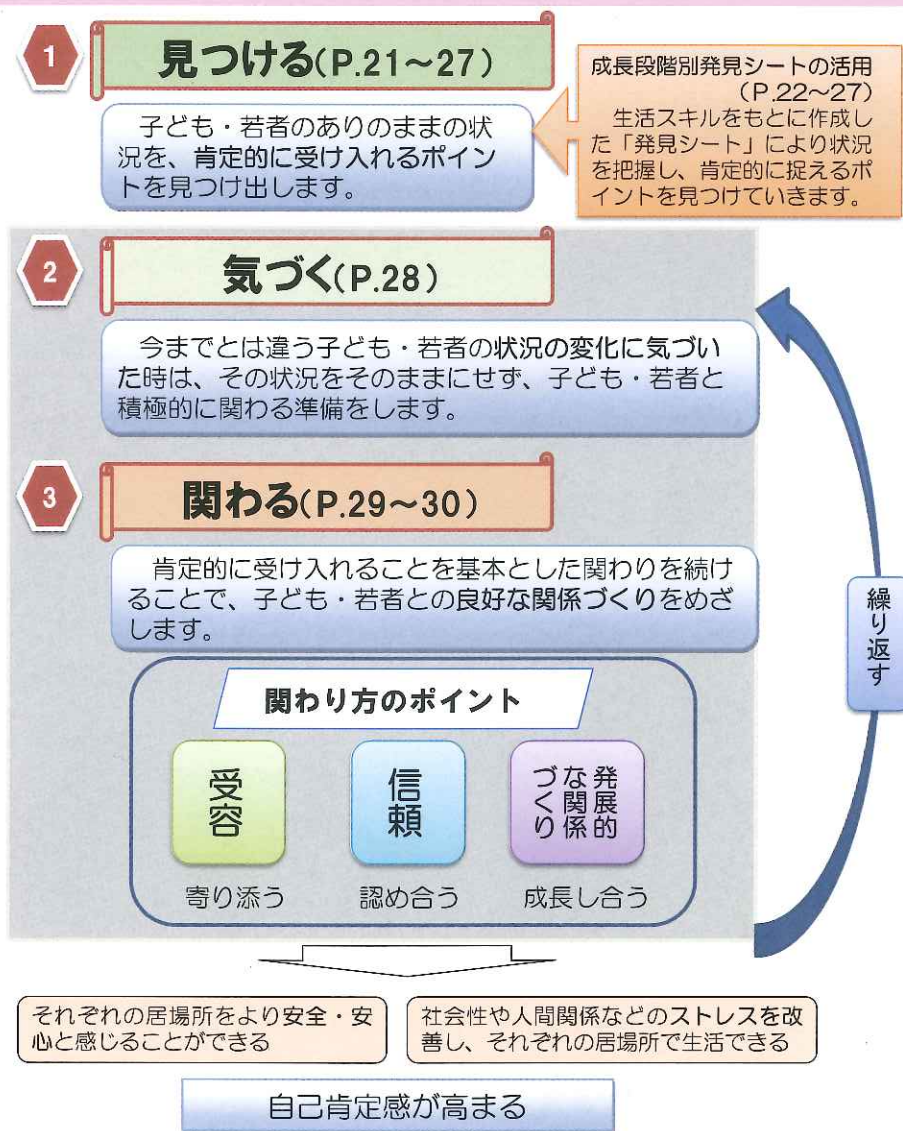 1
見つける(P.21～27)
子ども・若者のありのままの状
況を、肯定的に受け入れるポイン
トを見つけ出します。
成長段階別発見シートの活用
(P.22～27)
生活スキルをもとに作成し
た「発見シート」により状況
を把握し、肯定的に捉えるポ
イントを見つけていきます。
2
気づく(P.28)
今までとは違う子ども・若者の状況の変化に気づい
た時は、その状況をそのままにせず、子ども・若者と
積極的に関わる準備をします。
3
関わる(P.29～30)
肯定的に受け入れることを基本とした関わりを続け
ることで、子ども・若者との良好な関係づくりをめざ
します。
繰り返す
関わり方のポイント
受容
信頼
発展的
な関係
づくり
寄り添う
認め合う
成長し合う
それぞれの居場所をより安全・安
心と感じることができる
社会性や人間関係などのストレスを改
善し、それぞれの居場所で生活できる
自己肯定感が高まる